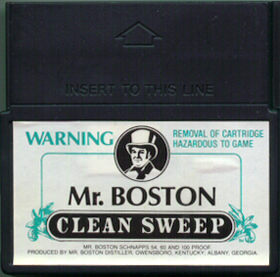 INSERT TO THIS LINE
WARNING
REMOVAL OF CARTRIDGE
HAZARDOUS TO GAME
Mr. BOSTON
CLEAN SWEEP
MR. BOSTON SCHNAPPS 54, 60 AND 100 PROOF
PRODUCED BY MR. BOSTON DISTILLER, OWENSBORO, KENTUCKY, ALBANY, GEORGIA